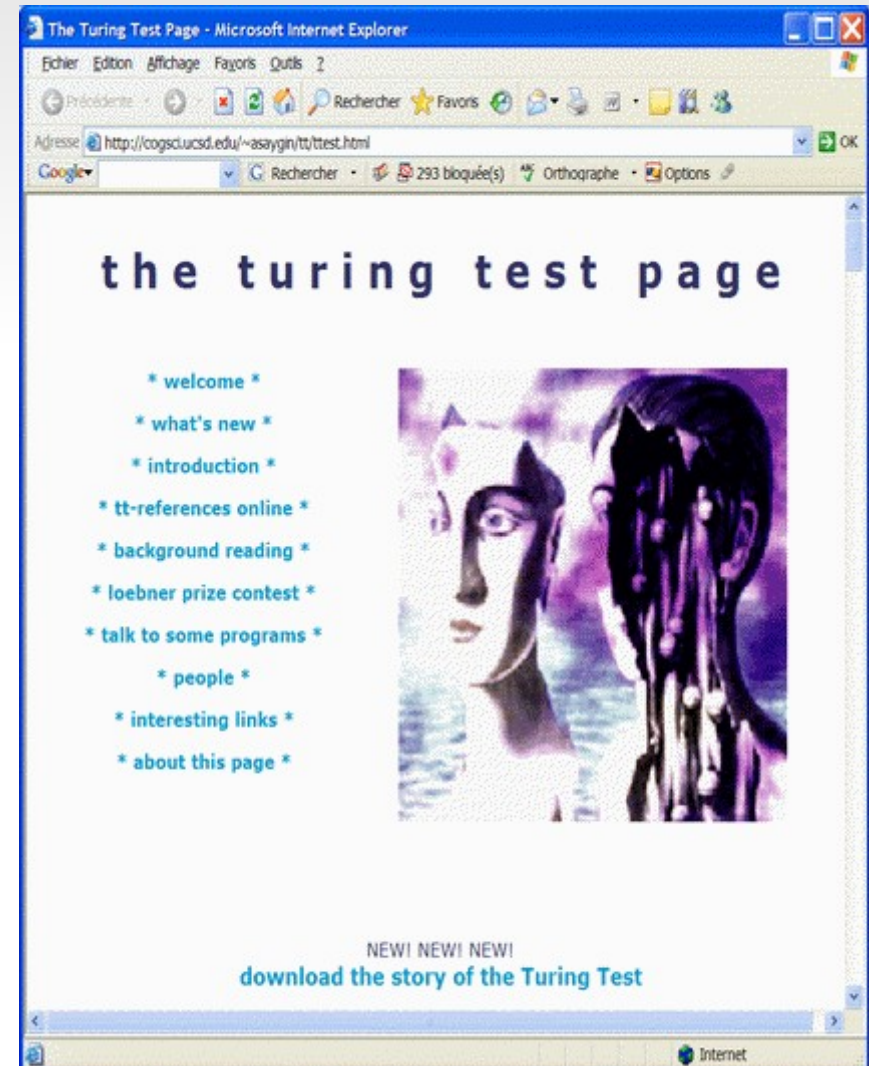 The Turing Test Page - Microsoft Internet Explorer
Fichier Edition Affichage Favoris Outils ?
Précédente Rechercher Favoris
Adresse http://cogsci.ucsd.edu/~asaygin/tt/ttest.html OK
Google Rechercher 293 bloquée(s) Orthographe Options
the turing test page
* welcome *
* what's new *
* introduction *
* tt-references online *
* background reading *
* loebner prize contest *
* talk to some programs *
* people *
* interesting links *
* about this page *
NEW! NEW! NEW!
download the story of the Turing Test
Internet